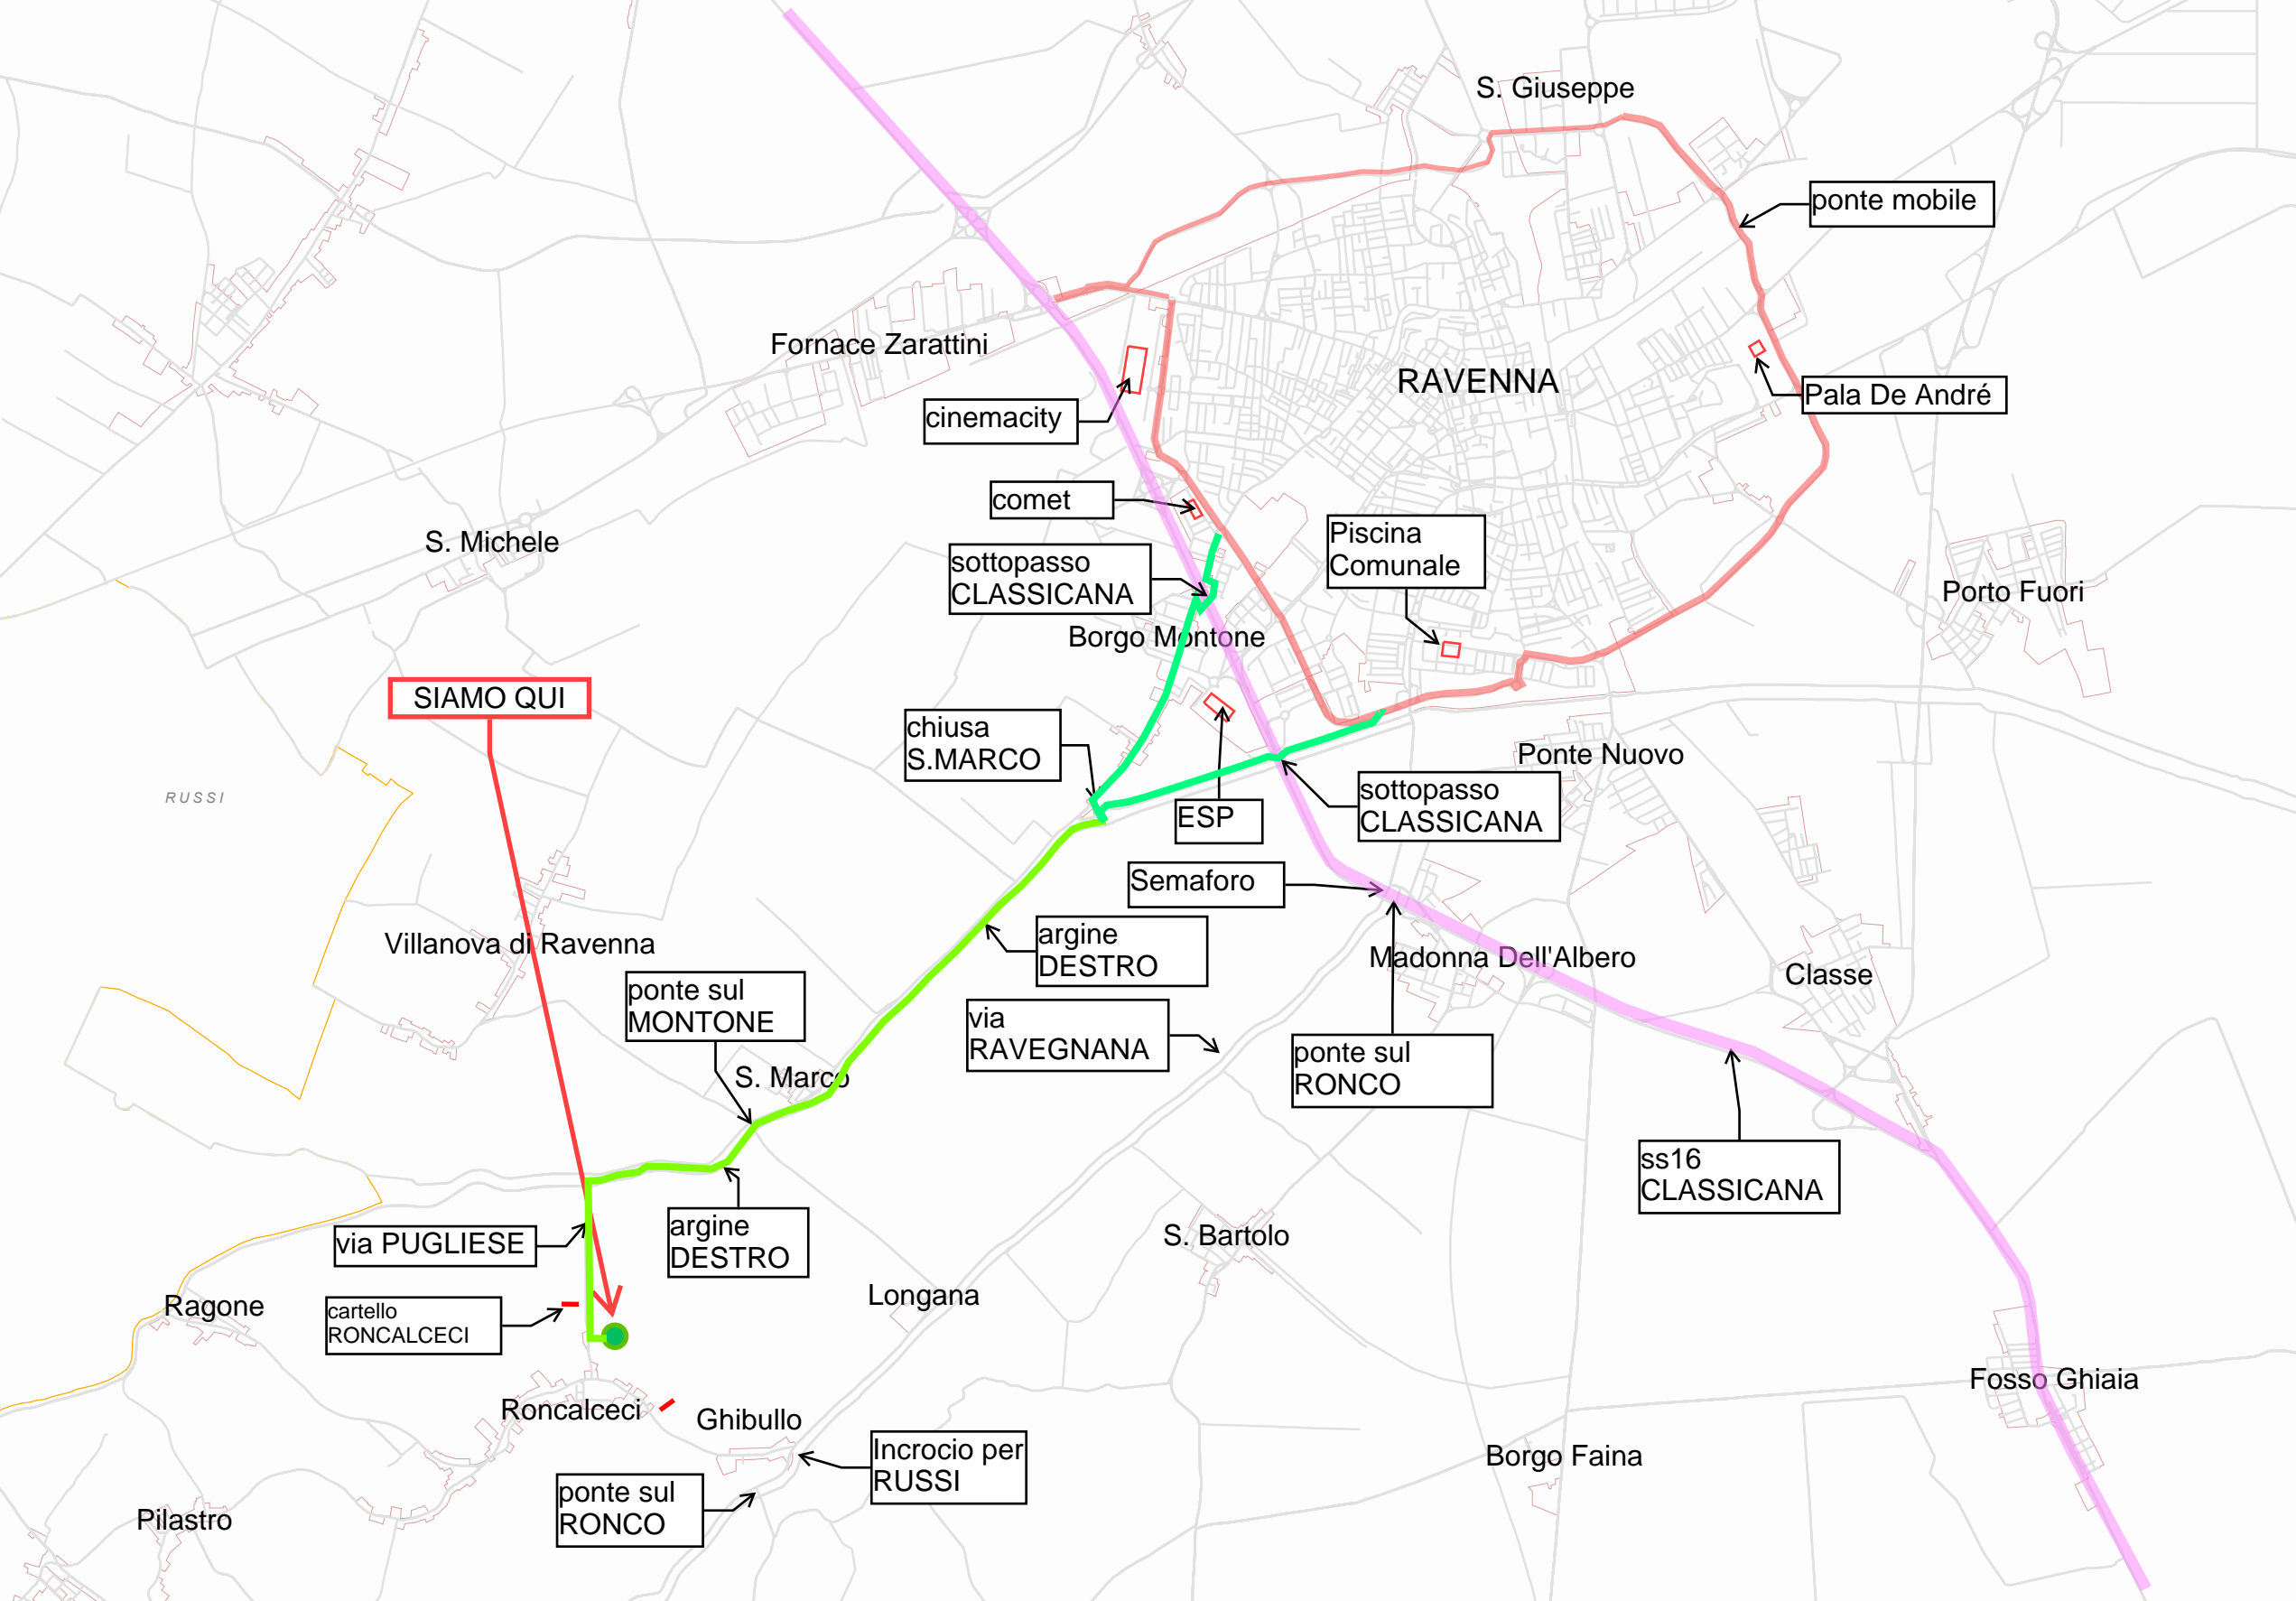 S. Giuseppe
ponte mobile
Fornace Zarattini
RAVENNA
Pala De André
cinemacity
comet
Piscina
Comunale
S. Michele
sottopasso
CLASSICANA
Porto Fuori
Borgo Montone
SIAMO QUI
chiusa
S.MARCO
Ponte Nuovo
RUSSI
sottopasso
CLASSICANA
ESP
Semaforo
argine
DESTRO
Villanova di Ravenna
Madonna Dell'Albero
Classe
ponte sul
MONTONE
via
RAVEGNANA
ponte sul
RONCO
S. Marco
ss16
CLASSICANA
argine
DESTRO
via PUGLIESE
S. Bartolo
Ragone
cartello
RONCALCECI
Longana
Fosso Ghiaia
Roncalceci
Ghibullo
Incrocio per
RUSSI
Borgo Faina
ponte sul
RONCO
Pilastro